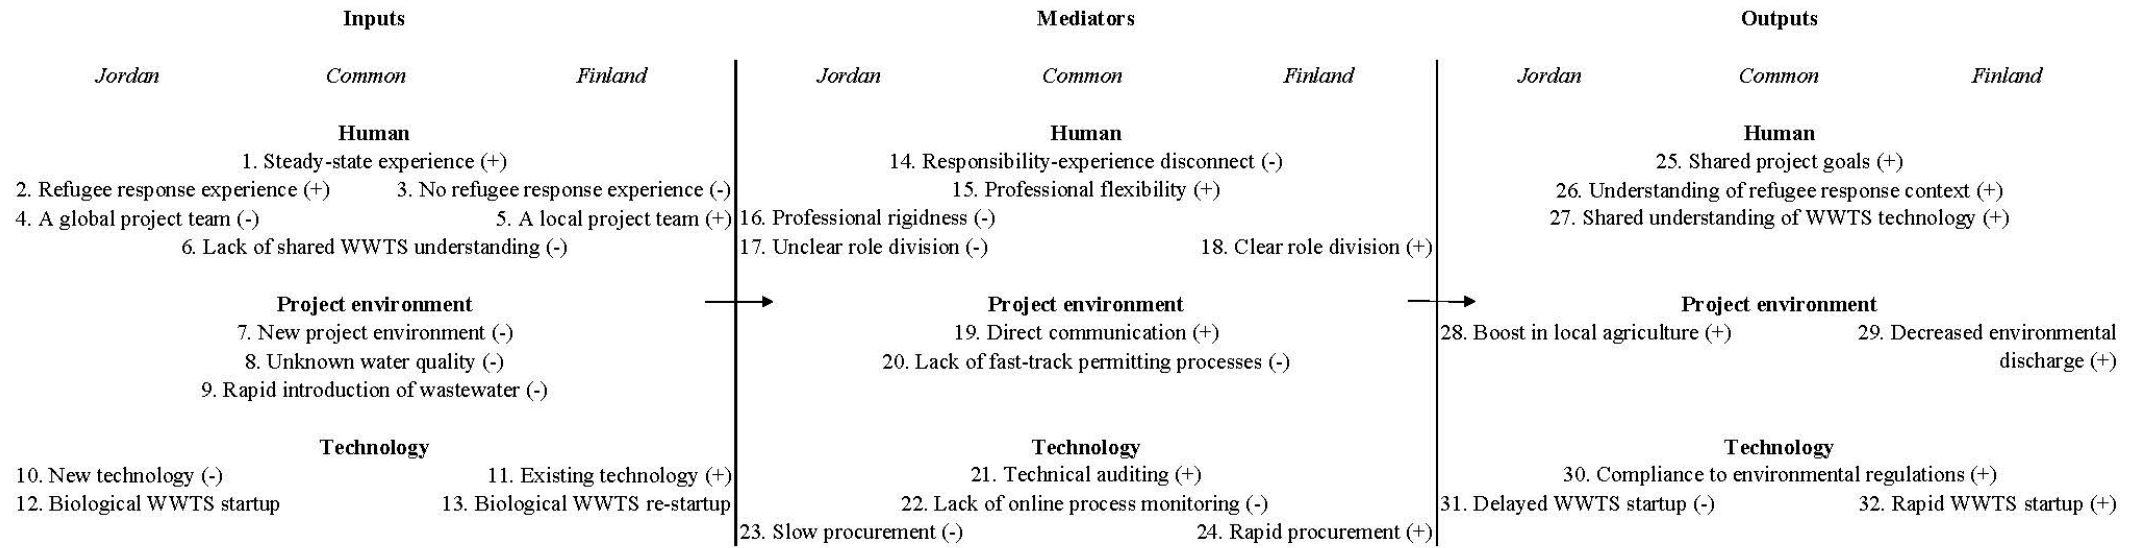 Inputs
Mediators
Outputs
Jordan Common Finland
Jordan Common Finland
Jordan Common Finland
Human
1. Steady-state experience (+)
2. Refugee response experience (+) 3. No refugee response experience (-)
4. A global project team (-) 5. A local project team (+)
6. Lack of shared WWTS understanding (-)
Project environment
7. New project environment (-)
8. Unknown water quality (-)
9. Rapid introduction of wastewater (-)
Technology
10. New technology (-) 11. Existing technology (+)
12. Biological WWTS startup 13. Biological WWTS re-startup
Human
14. Responsibility-experience disconnect (-)
15. Professional flexibility (+)
16. Professional rigidness (-)
17. Unclear role division (-) 18. Clear role division (+)
Project environment
19. Direct communication (+)
20. Lack of fast-track permitting processes (-)
Technology
21. Technical auditing (+)
22. Lack of online process monitoring (-)
23. Slow procurement (-) 24. Rapid procurement (+)
Human
25. Shared project goals (+)
26. Understanding of refugee response context (+)
27. Shared understanding of WWTS technology (+)
Project environment
28. Boost in local agriculture (+) 29. Decreased environmental
discharge (+)
Technology
30. Compliance to environmental regulations (+)
31. Delayed WWTS startup (-) 32. Rapid WWTS startup (+)